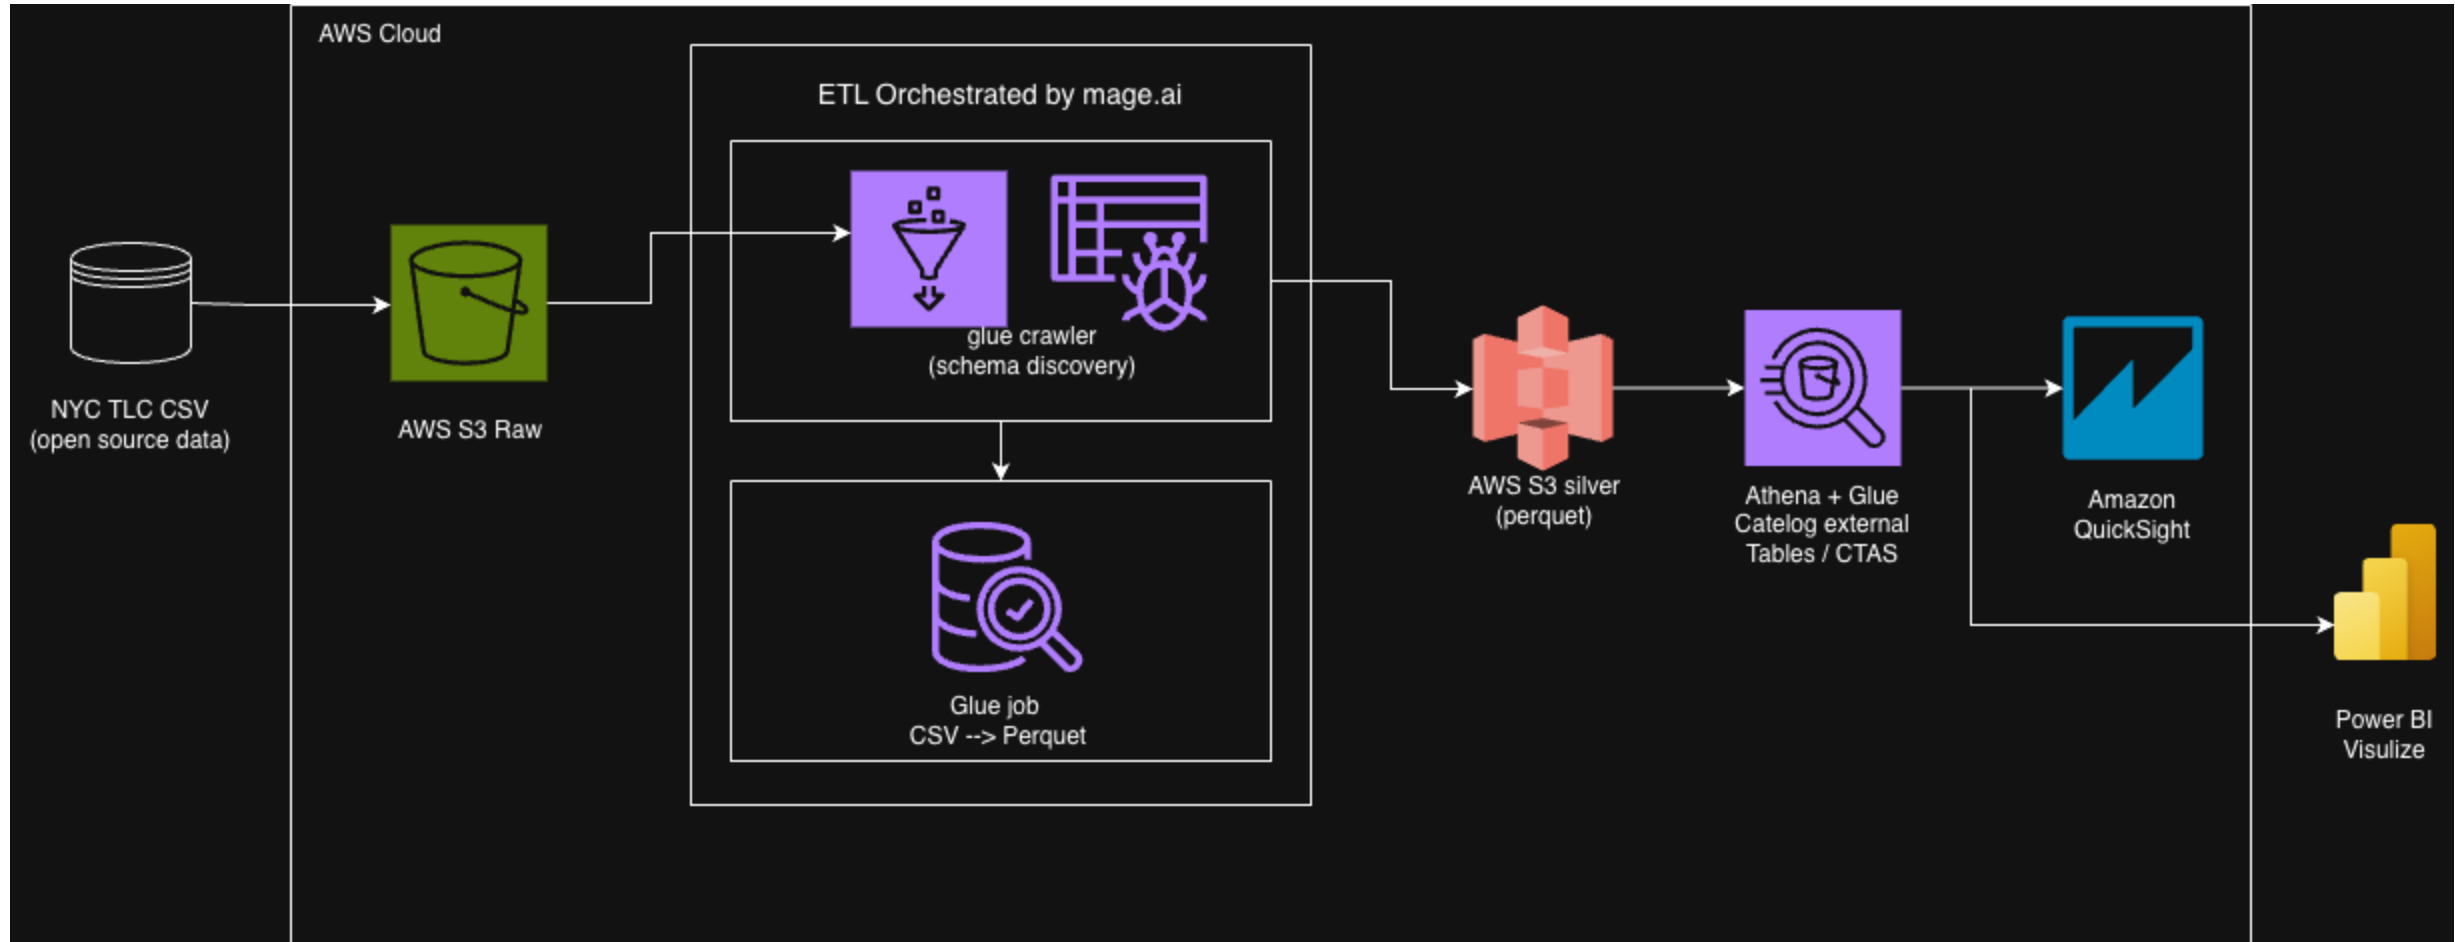 AWS Cloud
ETL Orchestrated by mage.ai
glue crawler
(schema discovery)
NYC TLC CSV
(open source data)
AWS S3 Raw
Glue job
CSV --> Perquet
AWS S3 silver
(perquet)
Athena + Glue
Catelog external
Tables / CTAS
Amazon
QuickSight
Power BI
Visulize